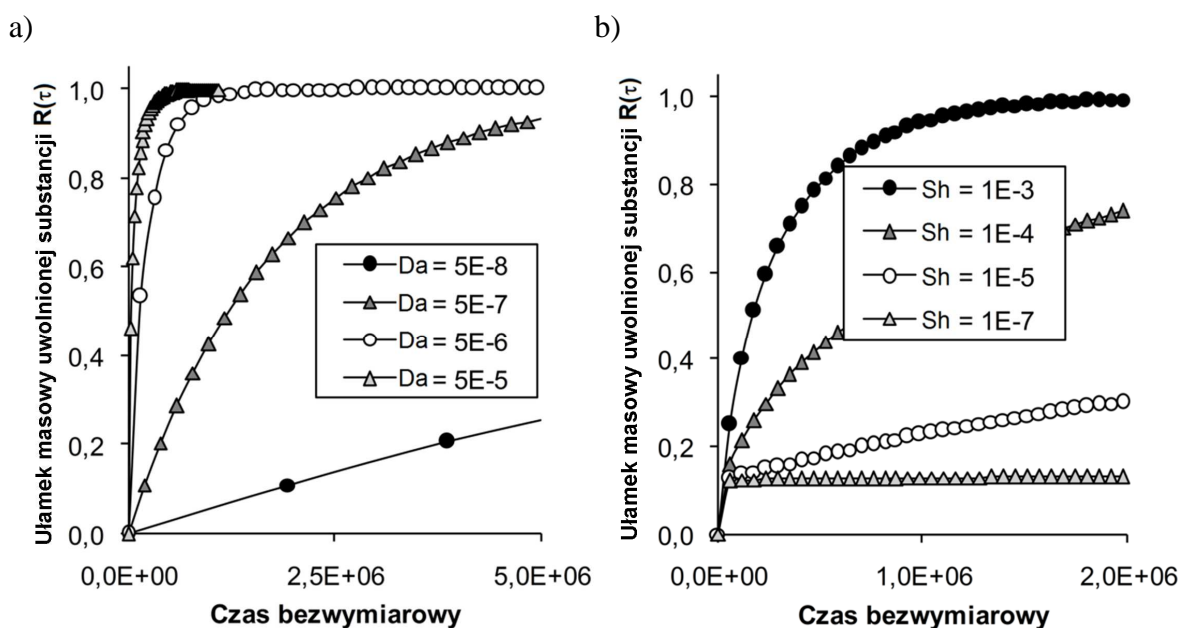 a)
Ułamek masowy uwolnionej substancji R(τ)
1,0
0,8
0,6
0,4
0,2
0,0
Da = 5E-8
Da = 5E-7
Da = 5E-6
Da = 5E-5
0,0E+00
2,5E+06
5,0E+06
Czas bezwymiarowy
b)
Ułamek masowy uwolnionej substancji R(τ)
1,0
0,8
0,6
0,4
0,2
0,0
Sh = 1E-3
Sh = 1E-4
Sh = 1E-5
Sh = 1E-7
0,0E+00
1,0E+06
2,0E+06
Czas bezwymiarowy